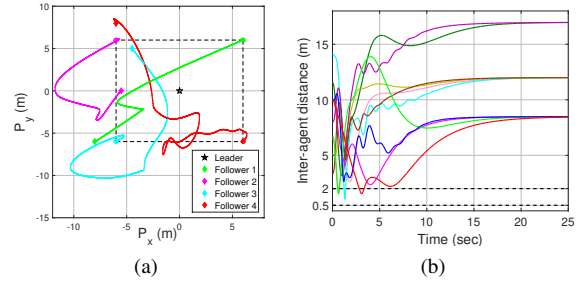 10
5
0
-5
-10
-15
P_y (m)
-10
-5
0
5
P_x (m)
Leader
Follower 1
Follower 2
Follower 3
Follower 4
(a)
15
10
5
2
0.5
Inter-agent distance (m)
0
5
10
15
20
25
Time (sec)
(b)